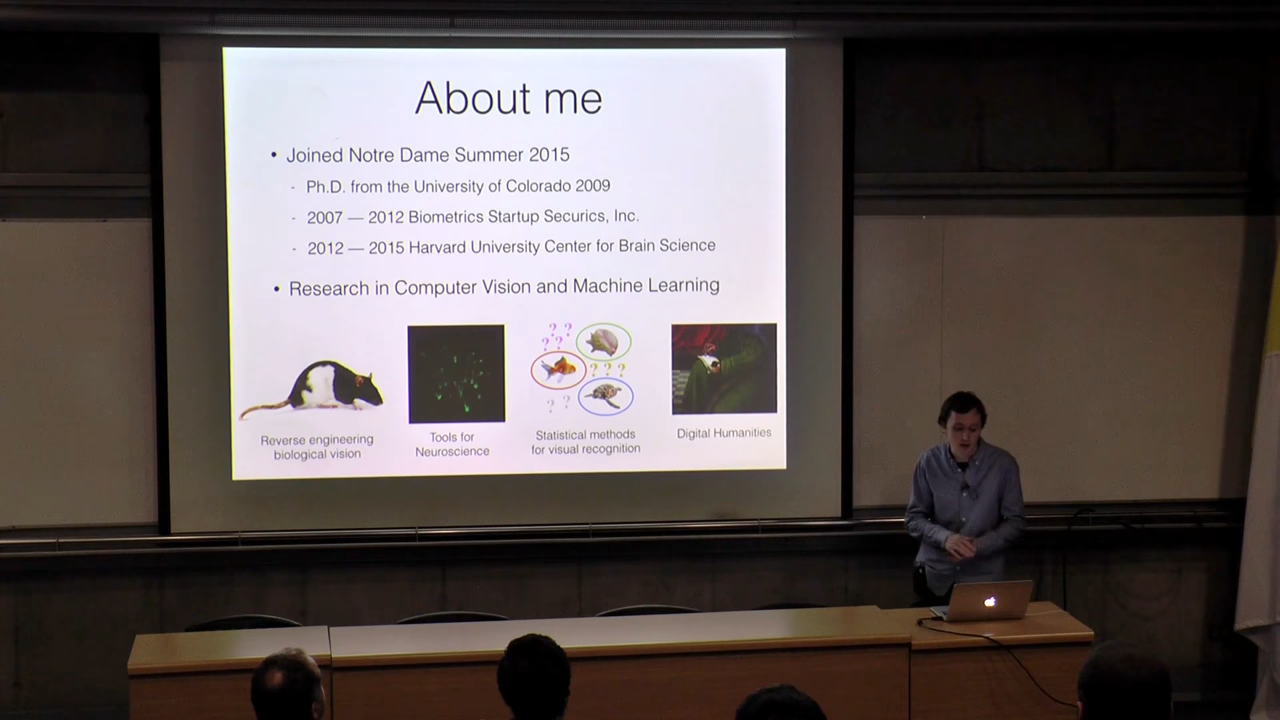 About me
• Joined Notre Dame Summer 2015
- Ph.D. from the University of Colorado 2009
- 2007 — 2012 Biometrics Startup Securics, Inc.
- 2012 — 2015 Harvard University Center for Brain Science
• Research in Computer Vision and Machine Learning
? ?
? ?
? ? ?
? ?
Reverse engineering
biological vision
Tools for
Neuroscience
Statistical methods
for visual recognition
Digital Humanities